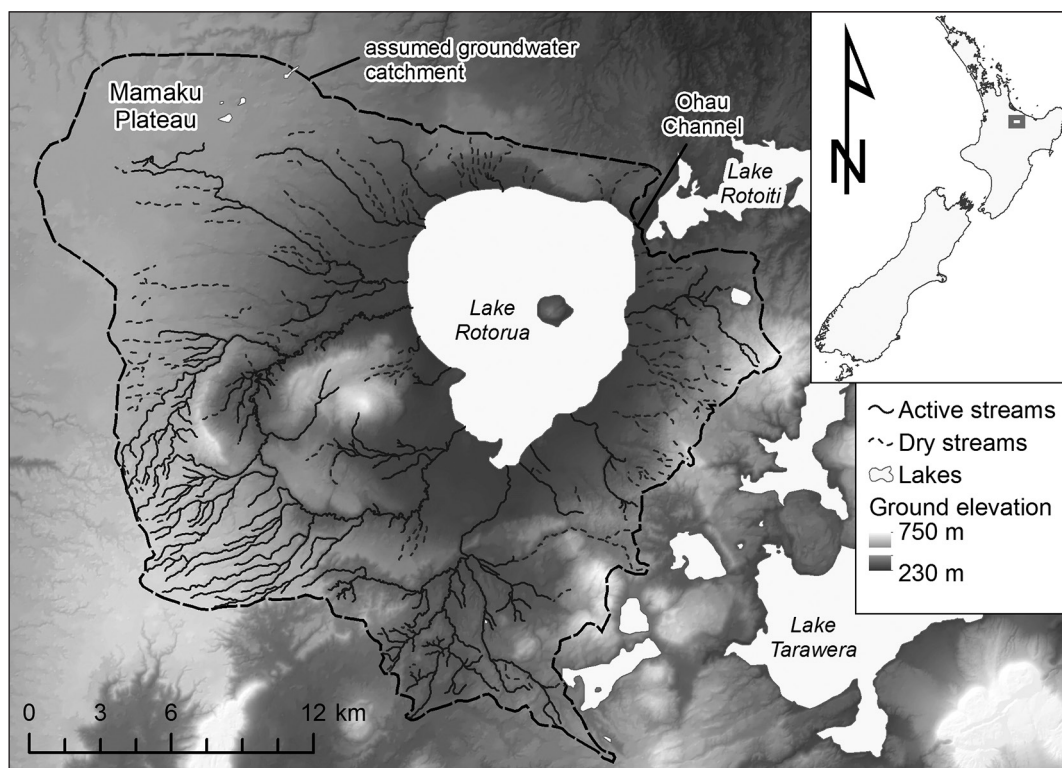 assumed groundwater
catchment
Mamaku
Plateau
Ohau
Channel
Lake
Rotoiti
N
Lake
Rotorua
Active streams
Dry streams
Lakes
Ground elevation
750 m
230 m
Lake
Tarawera
0 3 6 12 km